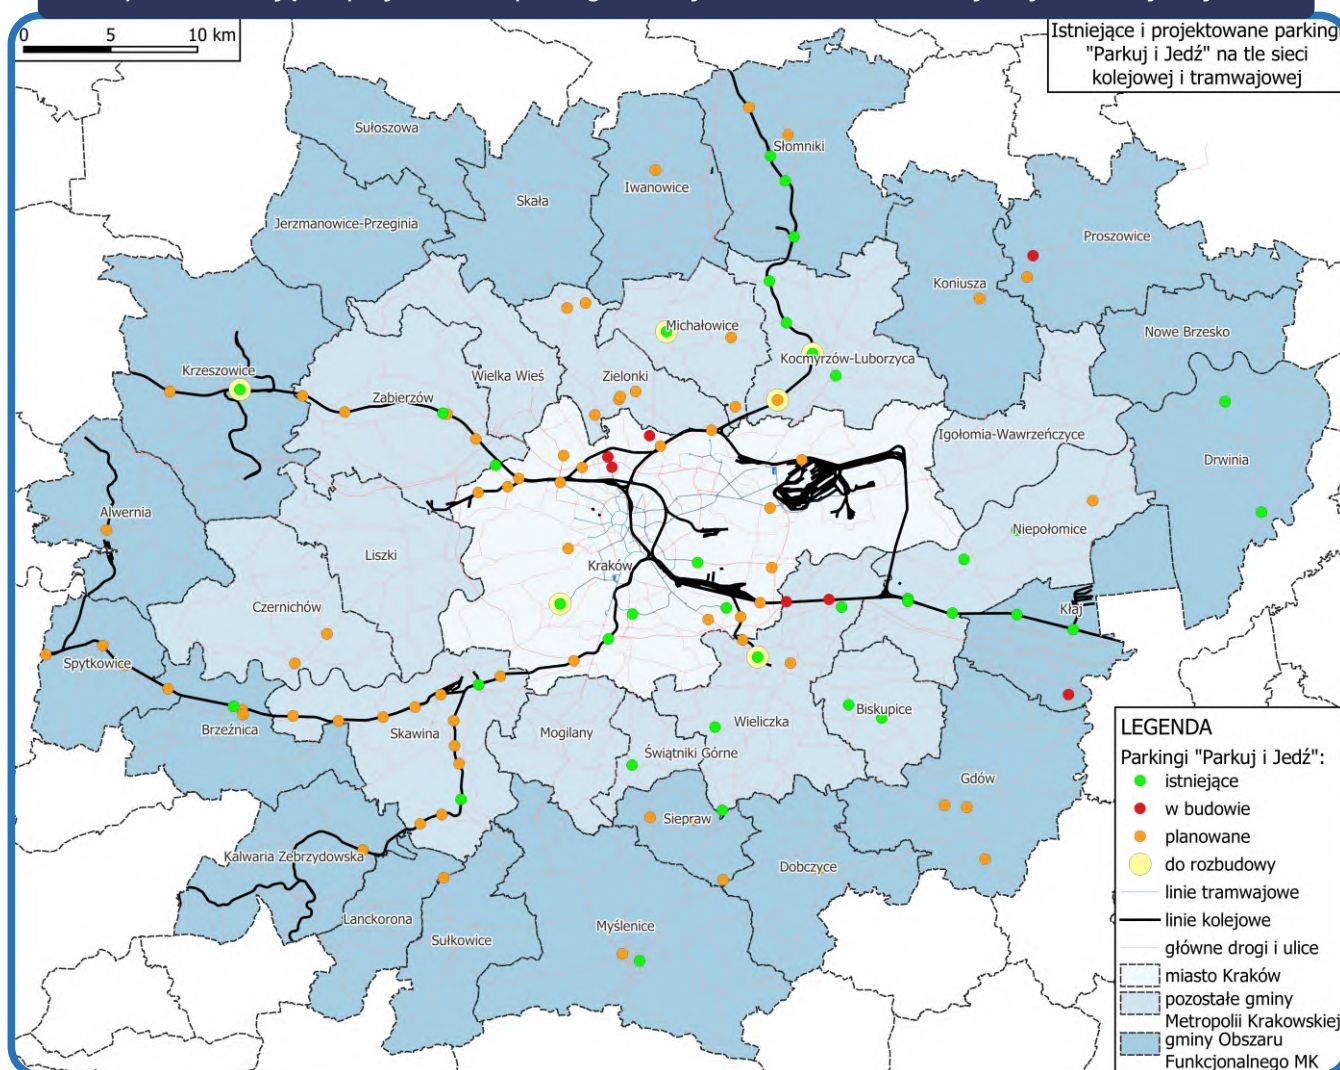 0 5 10 km
Istniejące i projektowane parkingi
"Parkuj i Jedź" na tle sieci
kolejowej i tramwajowej
Sułoszowa
Słomniki
Iwanowice
Skała
Jerzmanowice-Przeginia
Proszowice
Koniusza
Michałowice
Nowe Brzesko
Kocmyrzów-Luborzyca
Krzeszowice
Wielka Wieś
Zielonki
Zabierzów
Igołomia-Wawrzeńczyce
Drwinia
Alwernia
Niepołomice
Liszki
Kraków
Czernichów
Kłaj
Spytkowice
Biskupice
Wieliczka
Brzeźnica
Skawina
Mogilany
Świątniki Górne
Gdów
Siepraw
Kalwaria Zebrzydowska
Dobczyce
Lanckorona
Myślenice
Sułkowice
LEGENDA
Parkingi "Parkuj i Jedź":
istniejące
w budowie
planowane
do rozbudowy
linie tramwajowe
linie kolejowe
główne drogi i ulice
miasto Kraków
pozostałe gminy
Metropolii Krakowskiej
gminy Obszaru
Funkcjonalnego MK